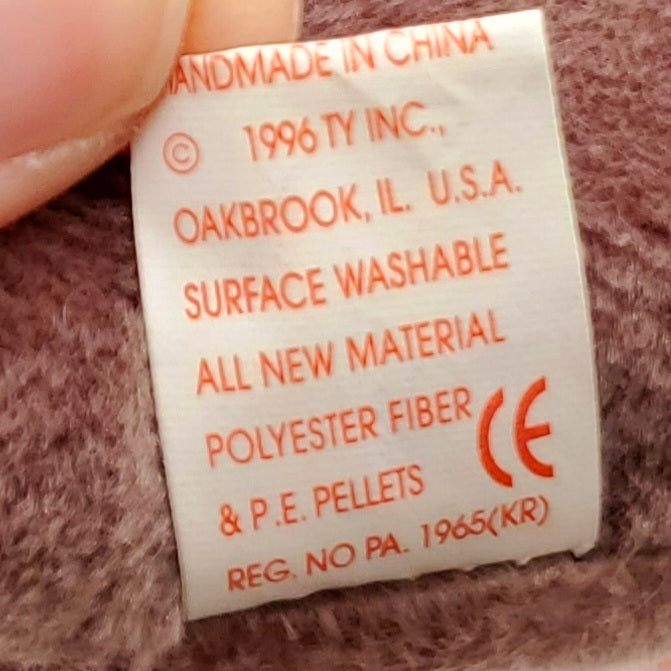 HANDMADE IN CHINA
© 1996 TY INC.,
OAKBROOK, IL. U.S.A.
SURFACE WASHABLE
ALL NEW MATERIAL
POLYESTER FIBER
& P.E. PELLETS CE
REG. NO PA. 1965(KR)